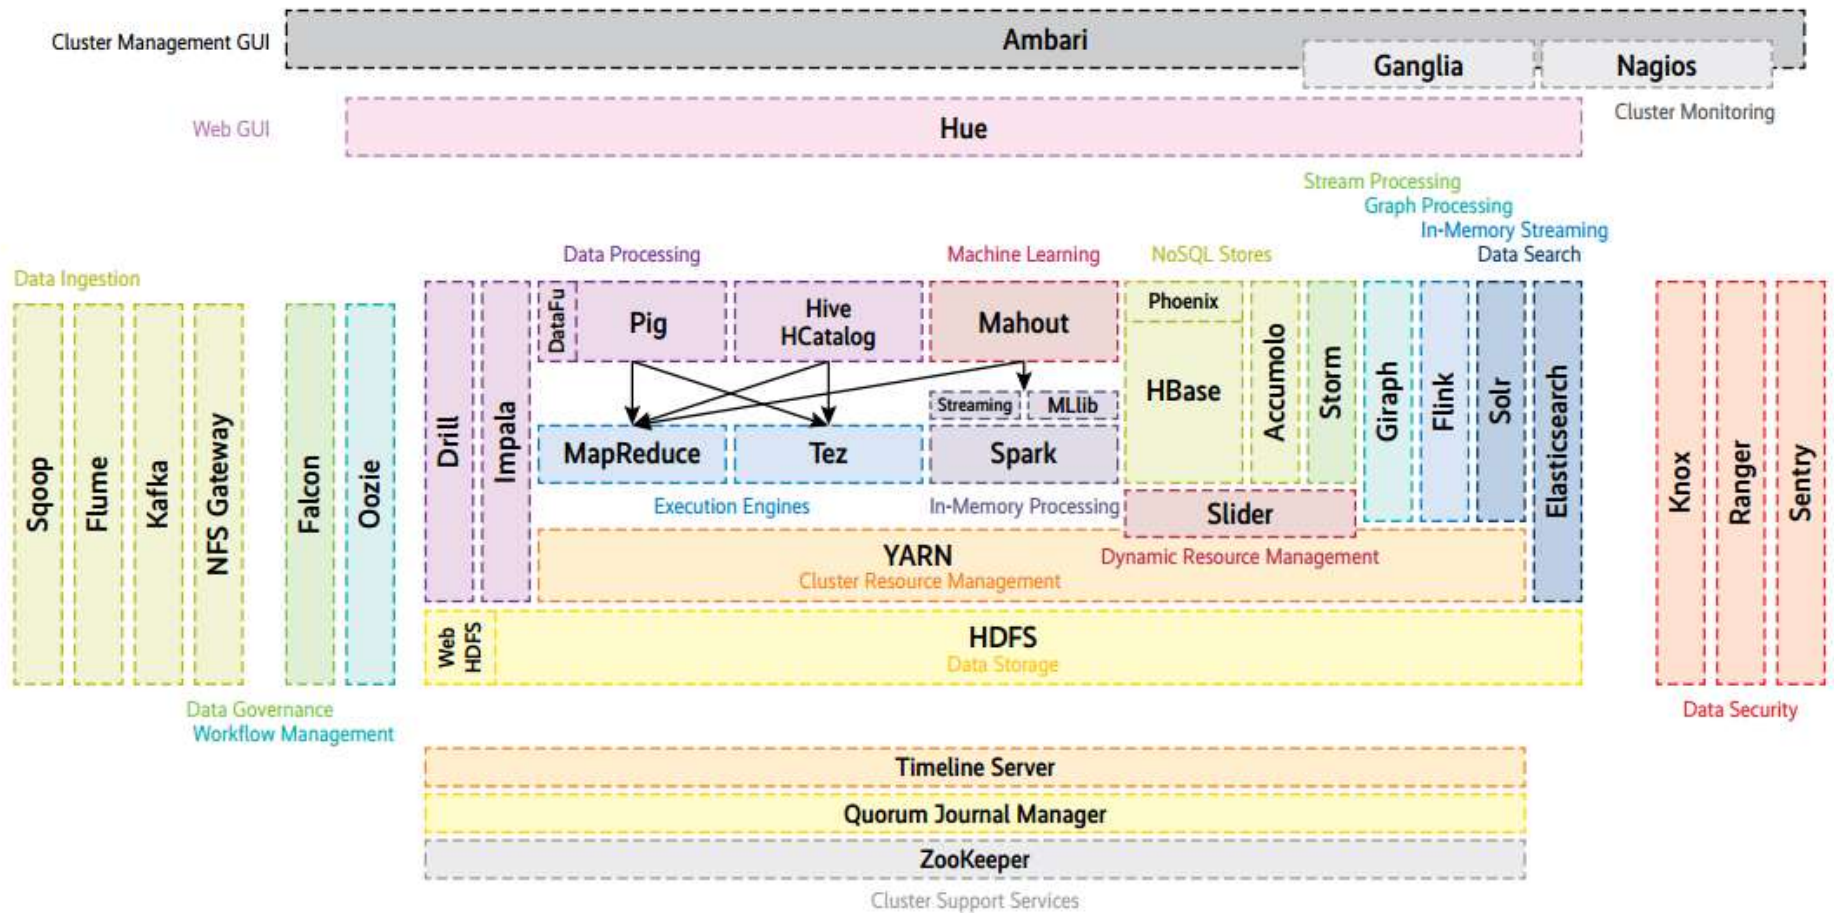 Cluster Management GUI
Ambari
Ganglia
Nagios
Cluster Monitoring
Web GUI
Hue
Stream Processing
Graph Processing
In-Memory Streaming
Data Search
Data Processing
Machine Learning
NoSQL Stores
Data Ingestion
Sqoop
Flume
Kafka
NFS Gateway
Falcon
Oozie
Data Governance
Workflow Management
Drill
Impala
DataFu
Pig
Hive
HCatalog
Mahout
Streaming
MLlib
MapReduce
Tez
Spark
Execution Engines
In-Memory Processing
Phoenix
HBase
Accumolo
Storm
Giraph
Flink
Solr
Elasticsearch
Slider
Dynamic Resource Management
YARN
Cluster Resource Management
Web
HDFS
HDFS
Data Storage
Knox
Ranger
Sentry
Data Security
Timeline Server
Quorum Journal Manager
ZooKeeper
Cluster Support Services